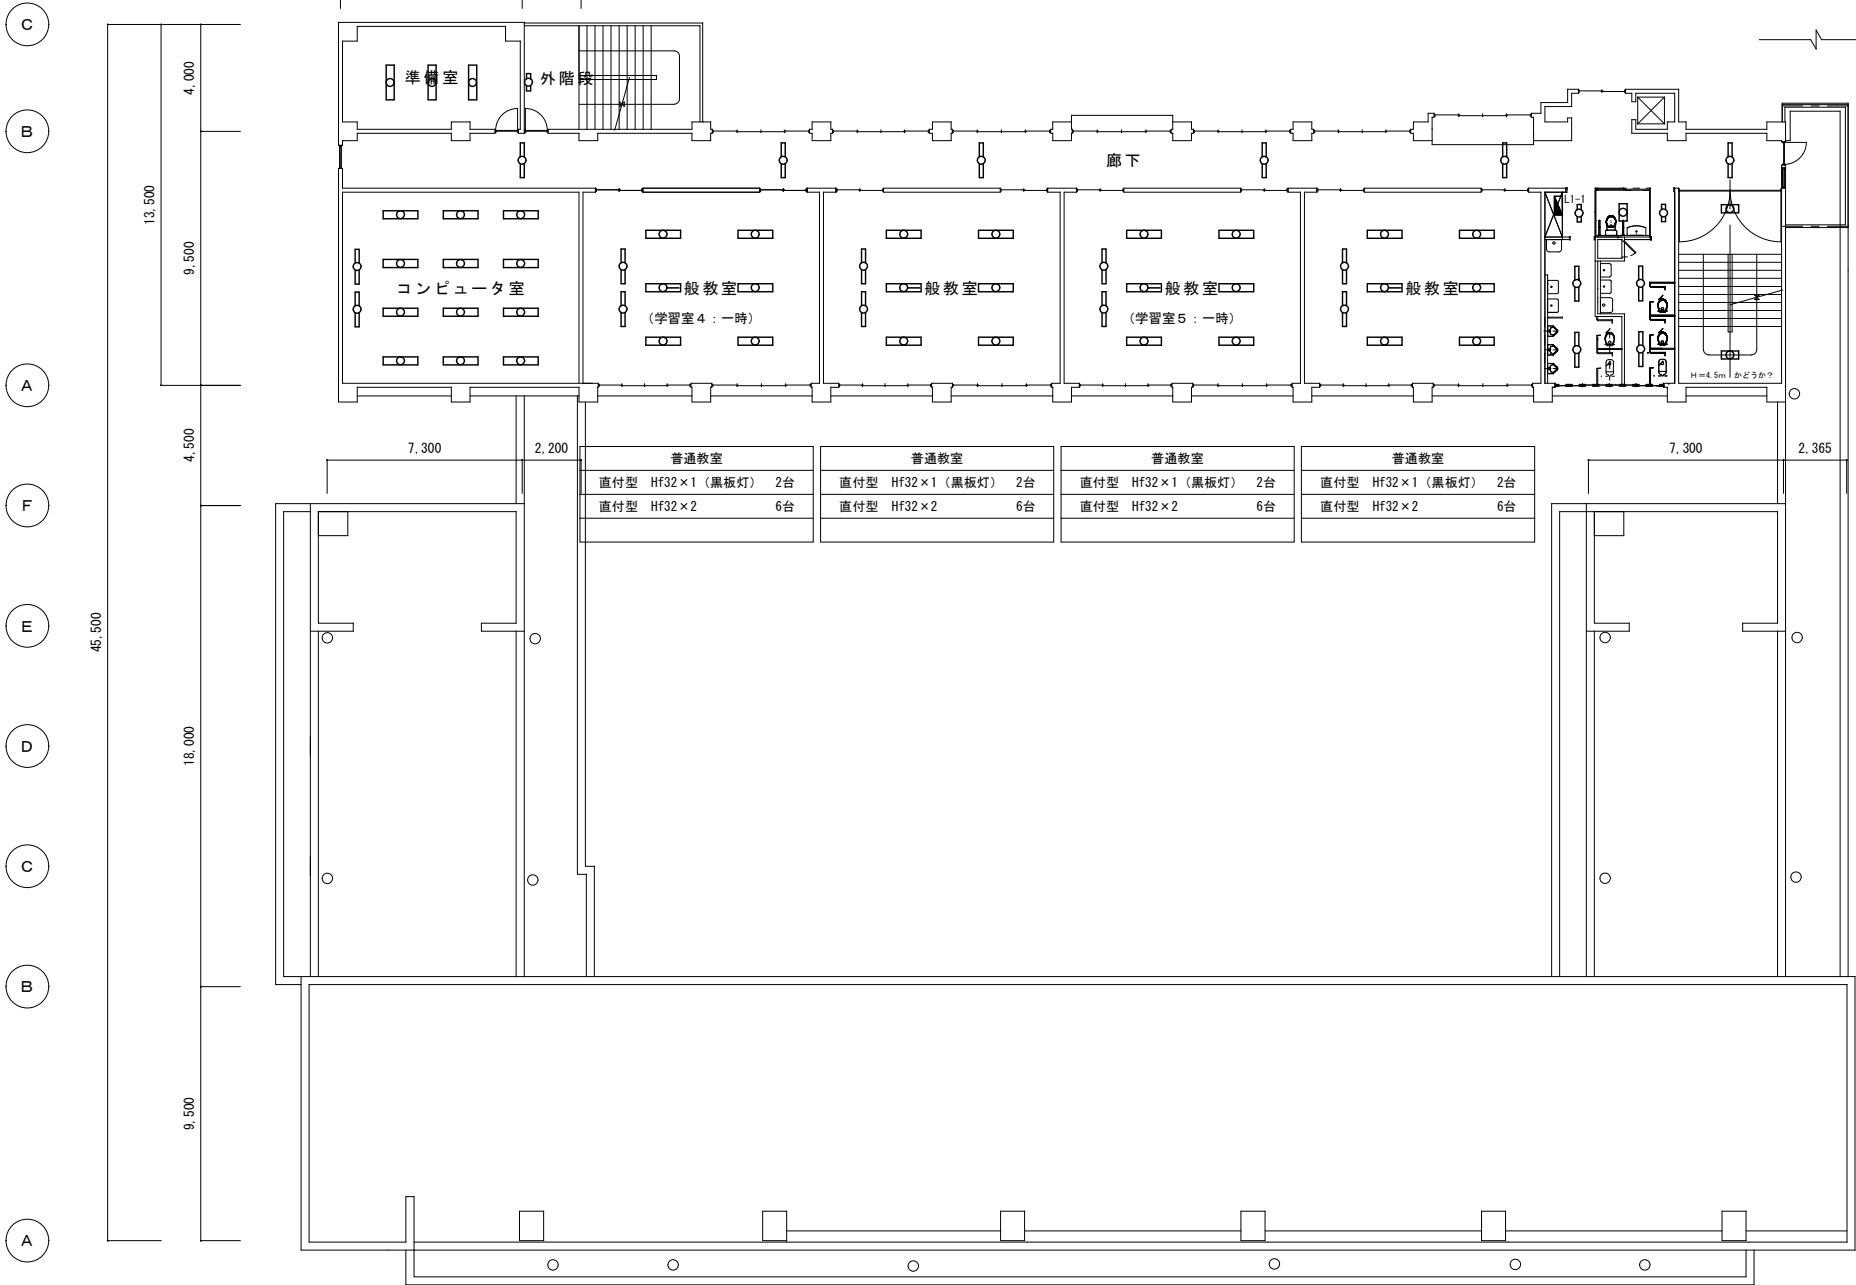 C
4,000
準備室
外階段
B
廊下
13,500
L1-1
9,500
コンピュータ室
一般教室
一般教室
一般教室
一般教室
(学習室4：一時)
(学習室5：一時)
H=4.5m かどうか?
A
4,500
7,300
2,200
7,300
2,365
普通教室
直付型 Hf32×1（黒板灯） 2台
直付型 Hf32×2 6台
普通教室
直付型 Hf32×1（黒板灯） 2台
直付型 Hf32×2 6台
普通教室
直付型 Hf32×1（黒板灯） 2台
直付型 Hf32×2 6台
普通教室
直付型 Hf32×1（黒板灯） 2台
直付型 Hf32×2 6台
F
E
45,500
D
18,000
C
B
9,500
A